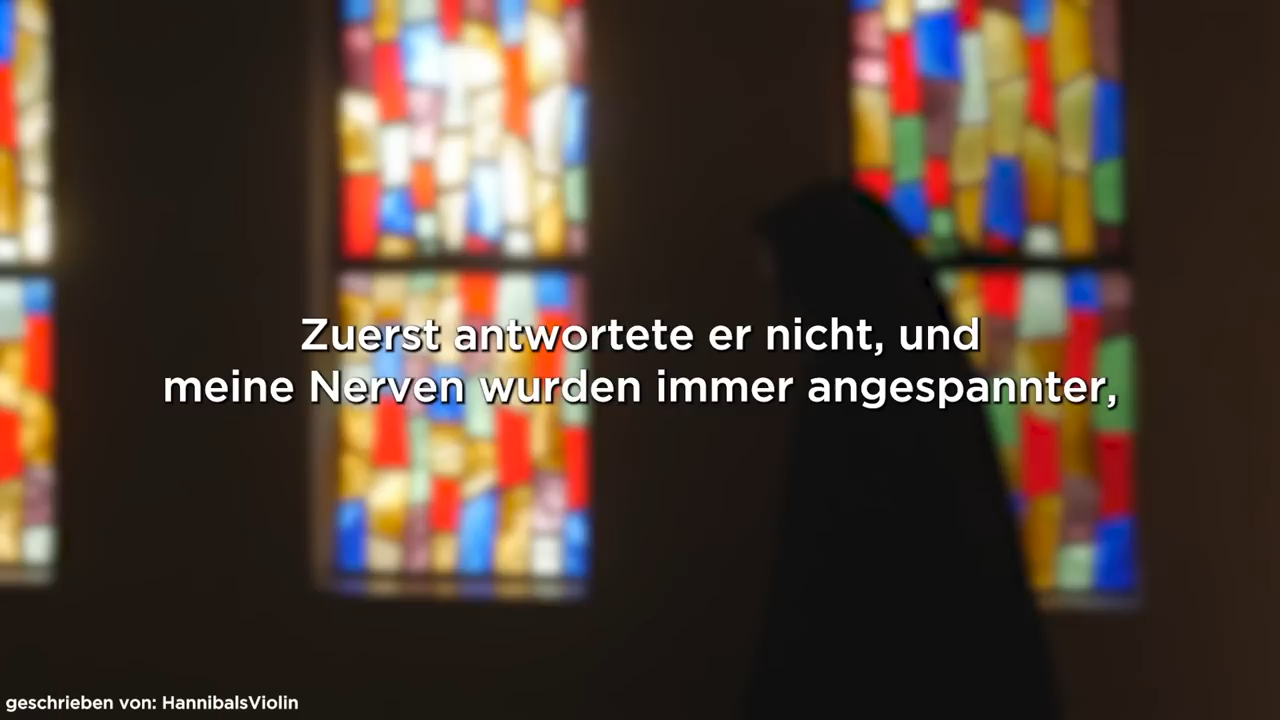 Zuerst antwortete er nicht, und
meine Nerven wurden immer angespannter,
geschrieben von: HannibalsViolin